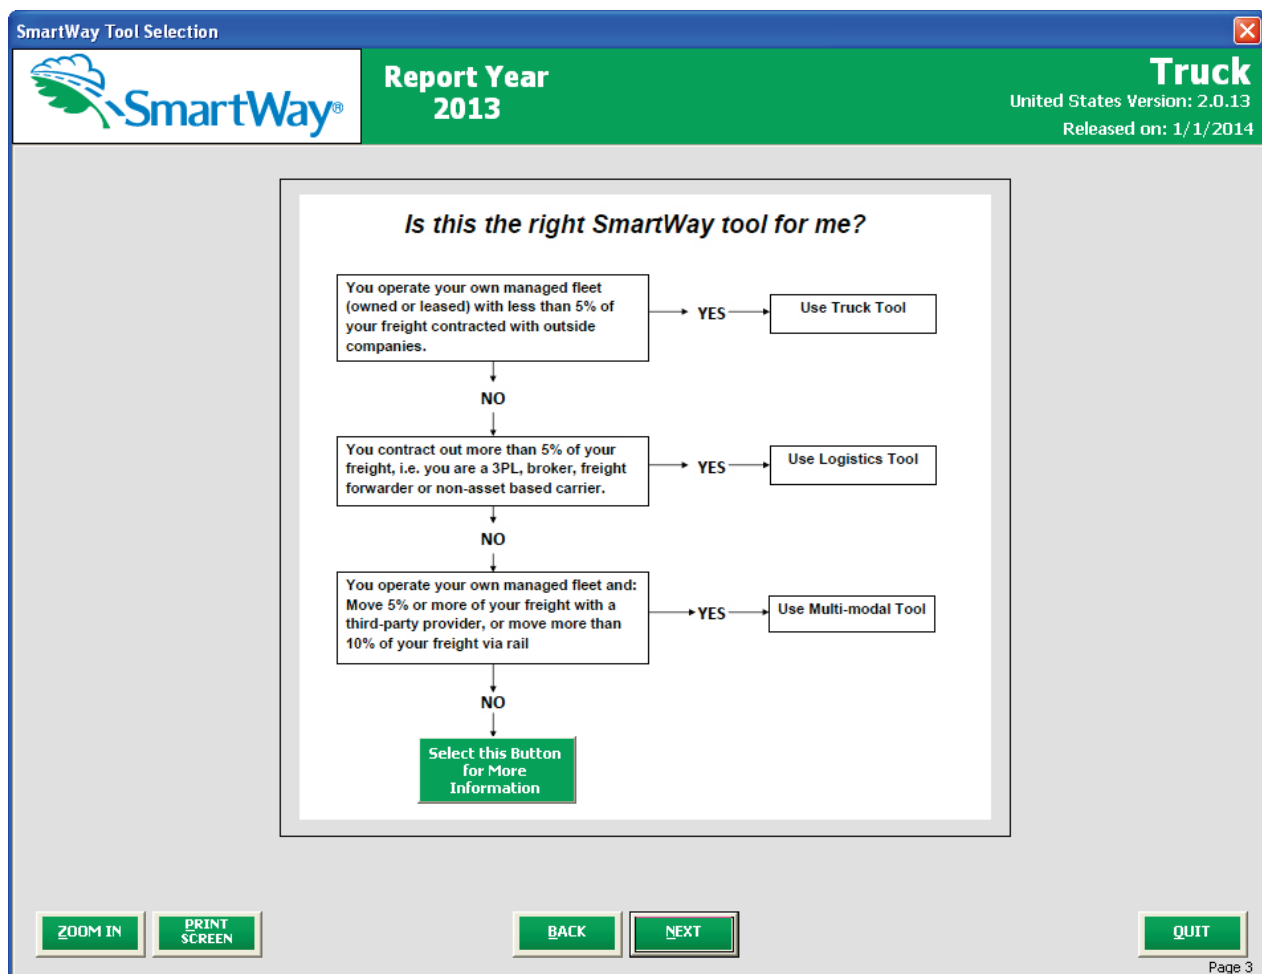 SmartWay Tool Selection
SmartWay®
Report Year
2013
Truck
United States Version: 2.0.13
Released on: 1/1/2014
Is this the right SmartWay tool for me?
You operate your own managed fleet
(owned or leased) with less than 5% of
your freight contracted with outside
companies.
YES
Use Truck Tool
NO
You contract out more than 5% of your
freight, i.e. you are a 3PL, broker, freight
forwarder or non-asset based carrier.
YES
Use Logistics Tool
NO
You operate your own managed fleet and:
Move 5% or more of your freight with a
third-party provider, or move more than
10% of your freight via rail
YES
Use Multi-modal Tool
NO
Select this Button
for More
Information
ZOOM IN
PRINT
SCREEN
BACK
NEXT
QUIT
Page 3